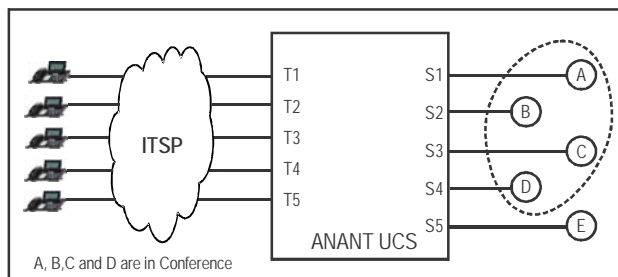 T1
T2
T3
T4
T5
ITSP
S1
S2
S3
S4
S5
A
B
C
D
E
ANANT UCS
A, B,C and D are in Conference